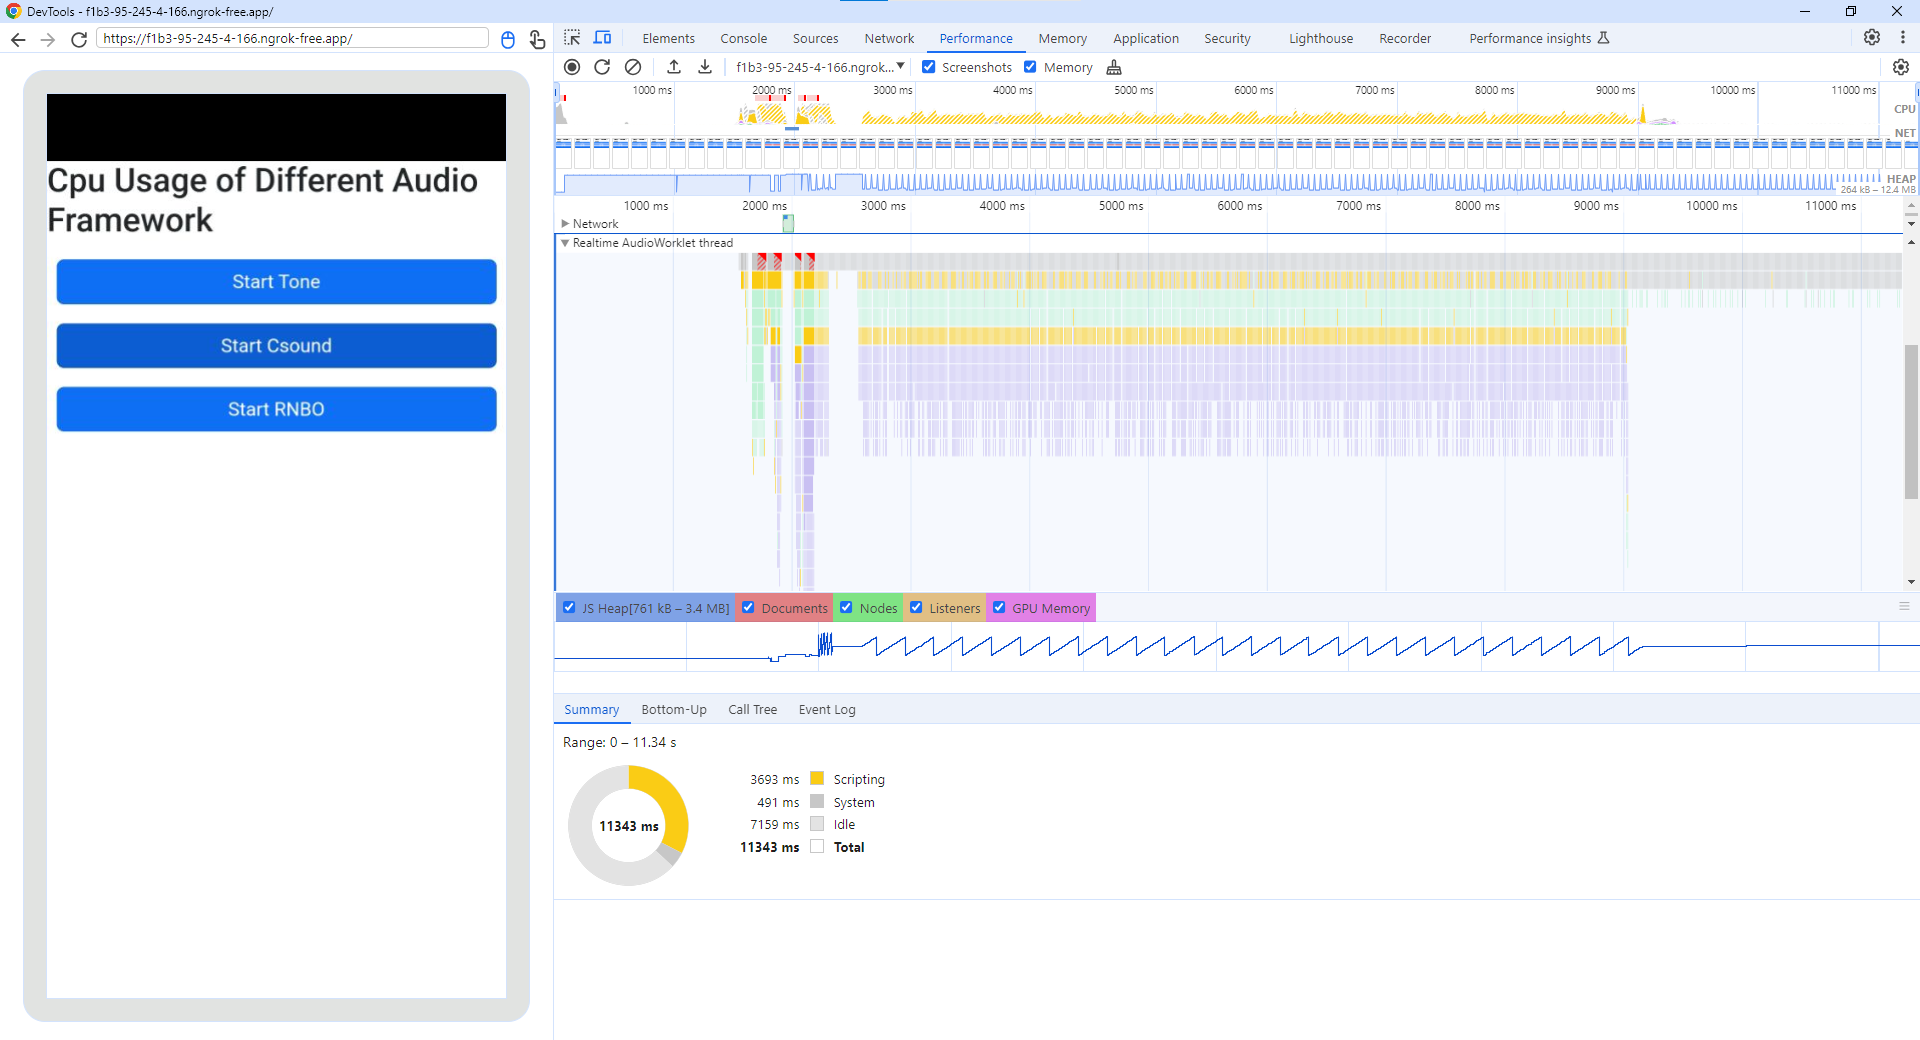 DevTools - f1b3-95-245-4-166.ngrok-free.app/
https://f1b3-95-245-4-166.ngrok-free.app/
Elements Console Sources Network Performance Memory Application Security Lighthouse Recorder Performance insights
f1b3-95-245-4-166.ngrok... Screenshots Memory
1000 ms 2000 ms 3000 ms 4000 ms 5000 ms 6000 ms 7000 ms 8000 ms 9000 ms 10000 ms 11000 ms
CPU
NET
HEAP
264 kB – 12.4 MB
1000 ms 2000 ms 3000 ms 4000 ms 5000 ms 6000 ms 7000 ms 8000 ms 9000 ms 10000 ms 11000 ms
Network
Realtime AudioWorklet thread
JS Heap[761 kB – 3.4 MB] Documents Nodes Listeners GPU Memory
Summary Bottom-Up Call Tree Event Log
Range: 0 – 11.34 s
11343 ms
3693 ms Scripting
491 ms System
7159 ms Idle
11343 ms Total
Cpu Usage of Different Audio
Framework
Start Tone
Start Csound
Start RNBO